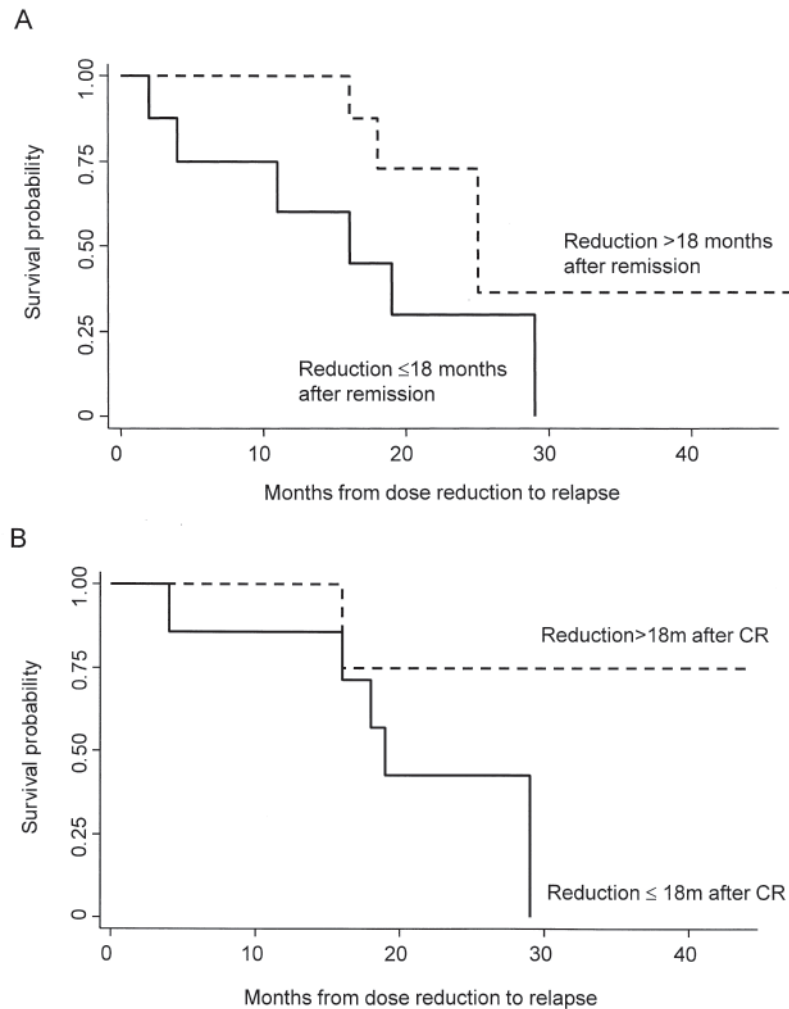 A
1.00
0.75
0.50
0.25
0
Survival probability
Reduction >18 months
after remission
Reduction ≤18 months
after remission
0 10 20 30 40
Months from dose reduction to relapse
B
1.00
0.75
0.50
0.25
0
Survival probability
Reduction>18m after CR
Reduction ≤ 18m after CR
0 10 20 30 40
Months from dose reduction to relapse